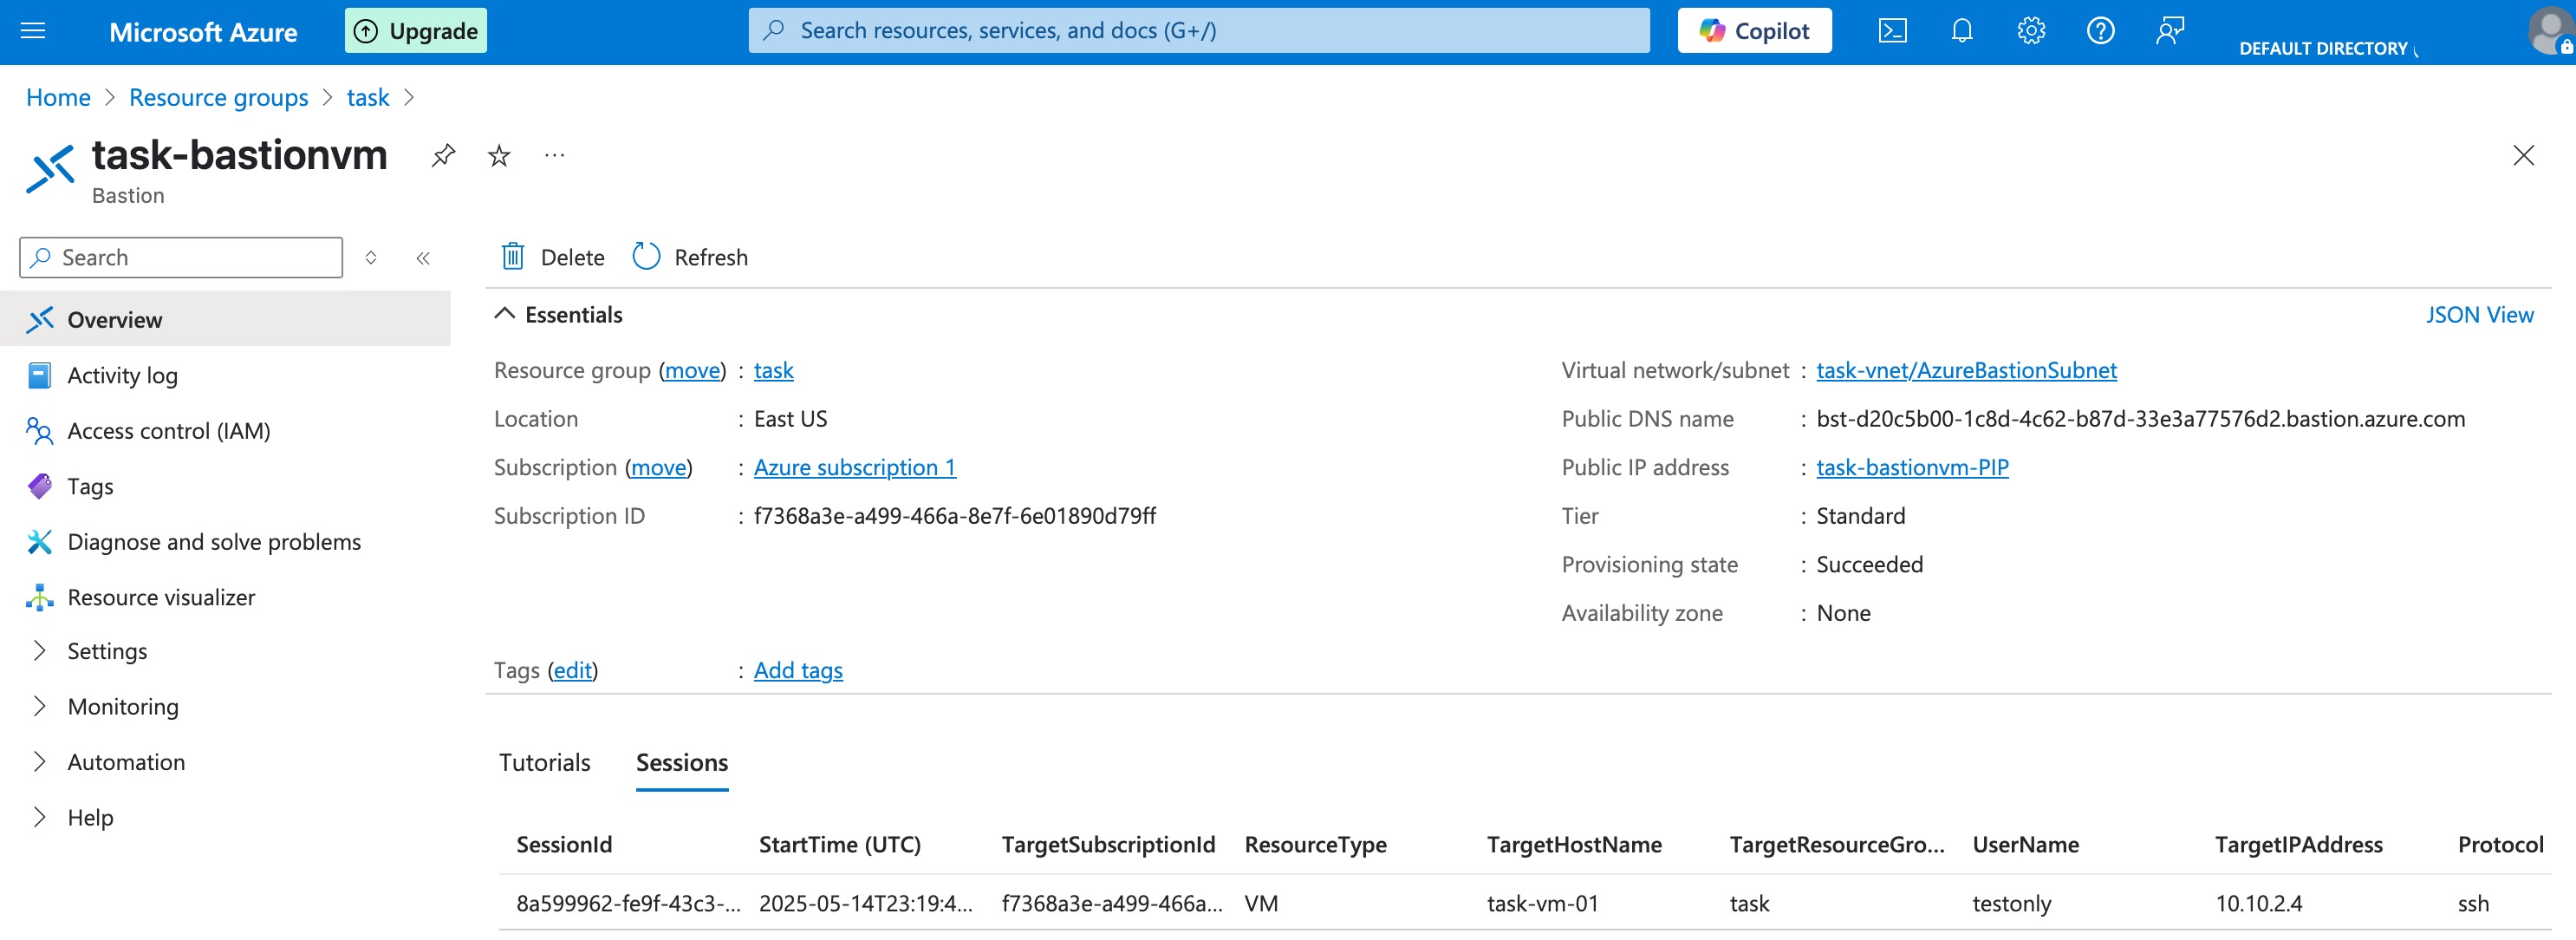 Microsoft Azure
Upgrade
Search resources, services, and docs (G+/)
Copilot
DEFAULT DIRECTORY (
Home > Resource groups > task >
task-bastionvm
Bastion
Search
Overview
Activity log
Access control (IAM)
Tags
Diagnose and solve problems
Resource visualizer
Settings
Monitoring
Automation
Help
Delete
Refresh
Essentials
JSON View
Resource group (move) : task
Location : East US
Subscription (move) : Azure subscription 1
Subscription ID : f7368a3e-a499-466a-8e7f-6e01890d79ff
Virtual network/subnet : task-vnet/AzureBastionSubnet
Public DNS name : bst-d20c5b00-1c8d-4c62-b87d-33e3a77576d2.bastion.azure.com
Public IP address : task-bastionvm-PIP
Tier : Standard
Provisioning state : Succeeded
Availability zone : None
Tags (edit) : Add tags
Tutorials Sessions
SessionId StartTime (UTC) TargetSubscriptionId ResourceType TargetHostName TargetResourceGro... UserName TargetIPAddress Protocol
8a599962-fe9f-43c3-... 2025-05-14T23:19:4... f7368a3e-a499-466a... VM task-vm-01 task testonly 10.10.2.4 ssh